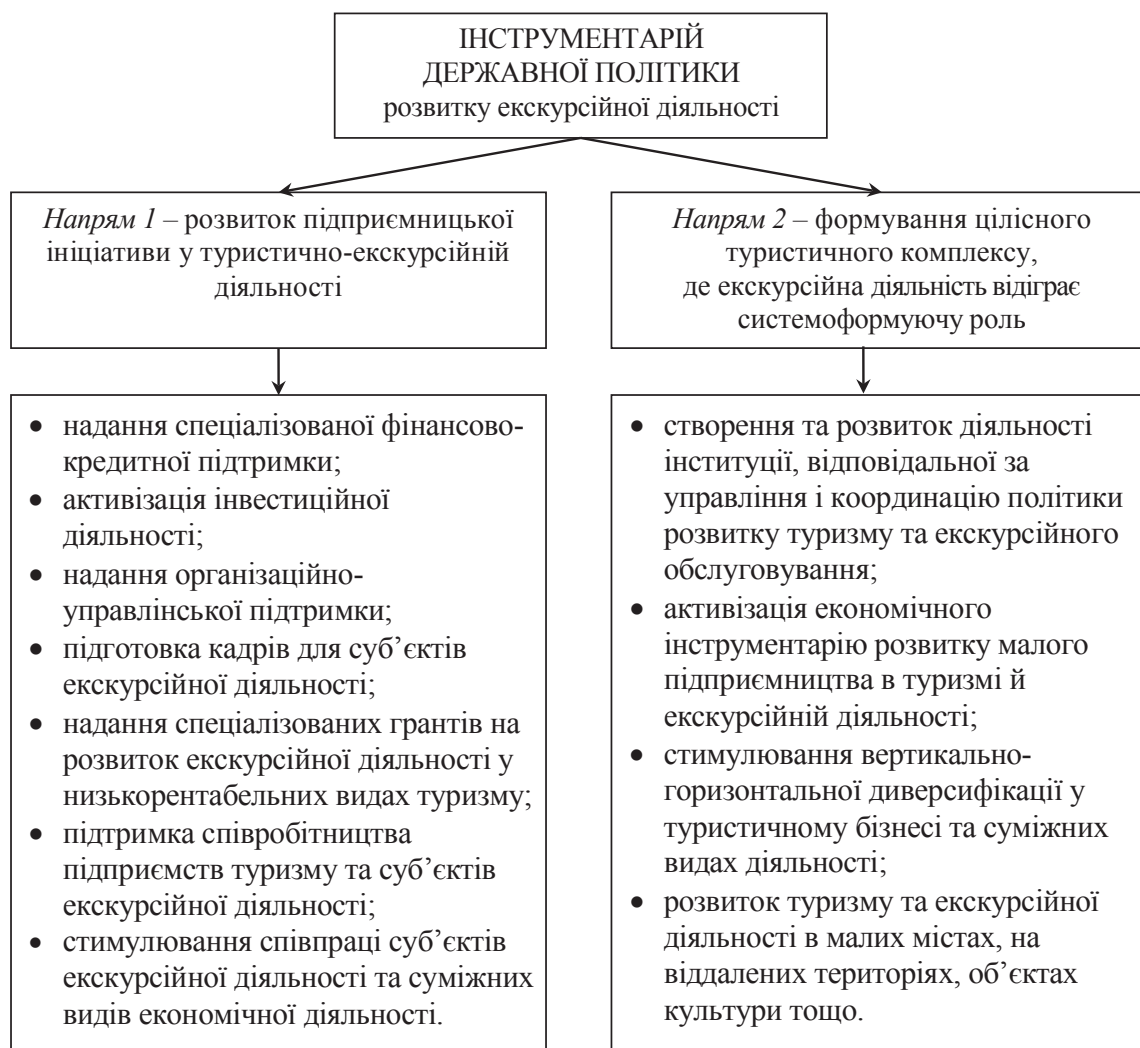 ІНСТРУМЕНТАРІЙ
ДЕРЖАВНОЇ ПОЛІТИКИ
розвитку екскурсійної діяльності
Напрям 1 – розвиток підприємницької
ініціативи у туристично-екскурсійній
діяльності
Напрям 2 – формування цілісного
туристичного комплексу,
де екскурсійна діяльність відіграє
системоформуючу роль
• надання спеціалізованої фінансово-
кредитної підтримки;
• активізація інвестиційної
діяльності;
• надання організаційно-
управлінської підтримки;
• підготовка кадрів для суб’єктів
екскурсійної діяльності;
• надання спеціалізованих грантів на
розвиток екскурсійної діяльності у
низькорентабельних видах туризму;
• підтримка співробітництва
підприємств туризму та суб’єктів
екскурсійної діяльності;
• стимулювання співпраці суб’єктів
екскурсійної діяльності та суміжних
видів економічної діяльності.
• створення та розвиток діяльності
інституції, відповідальної за
управління і координацію політики
розвитку туризму та екскурсійного
обслуговування;
• активізація економічного
інструментарію розвитку малого
підприємництва в туризмі й
екскурсійній діяльності;
• стимулювання вертикально-
горизонтальної диверсифікації у
туристичному бізнесі та суміжних
видах діяльності;
• розвиток туризму та екскурсійної
діяльності в малих містах, на
віддалених територіях, об’єктах
культури тощо.